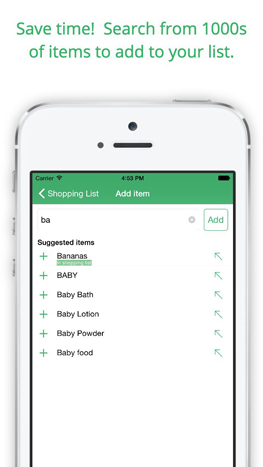 Save time! Search from 1000s
of items to add to your list.
Carrier 4:53 PM
Shopping List Add item
ba Add
Suggested items
Bananas
in shopping list
BABY
Baby Bath
Baby Lotion
Baby Powder
Baby food